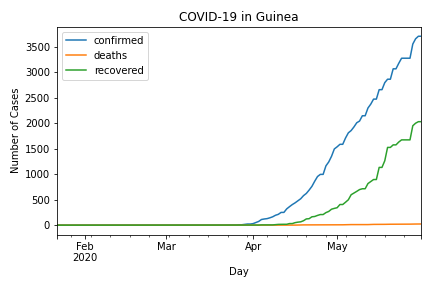 COVID-19 in Guinea
confirmed
deaths
recovered
Number of Cases
3500
3000
2500
2000
1500
1000
500
0
Feb
2020
Mar
Apr
May
Day